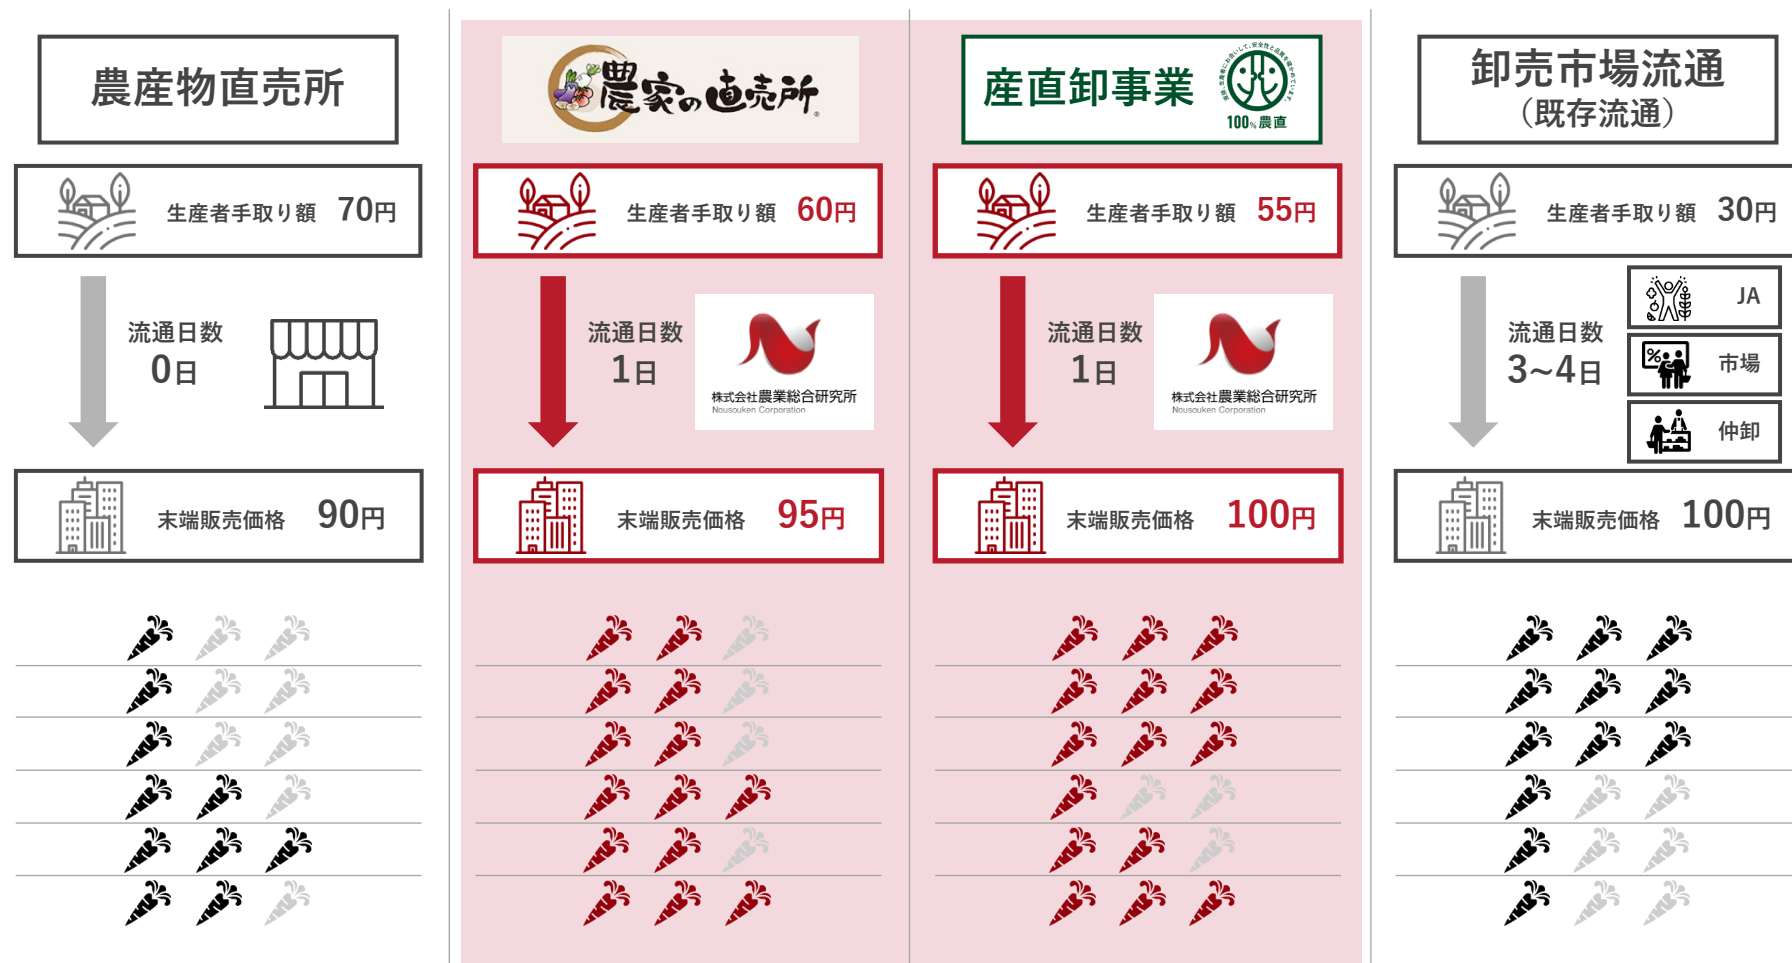 農産物直売所
生産者手取り額 70円
流通日数
0日
末端販売価格 90円
農家の直売所
生産者手取り額 60円
流通日数
1日
株式会社農業総合研究所
Nousouken Corporation
末端販売価格 95円
産直卸事業
100%農直
生産者手取り額 55円
流通日数
1日
株式会社農業総合研究所
Nousouken Corporation
末端販売価格 100円
卸売市場流通
（既存流通）
生産者手取り額 30円
流通日数
3~4日
JA
市場
仲卸
末端販売価格 100円